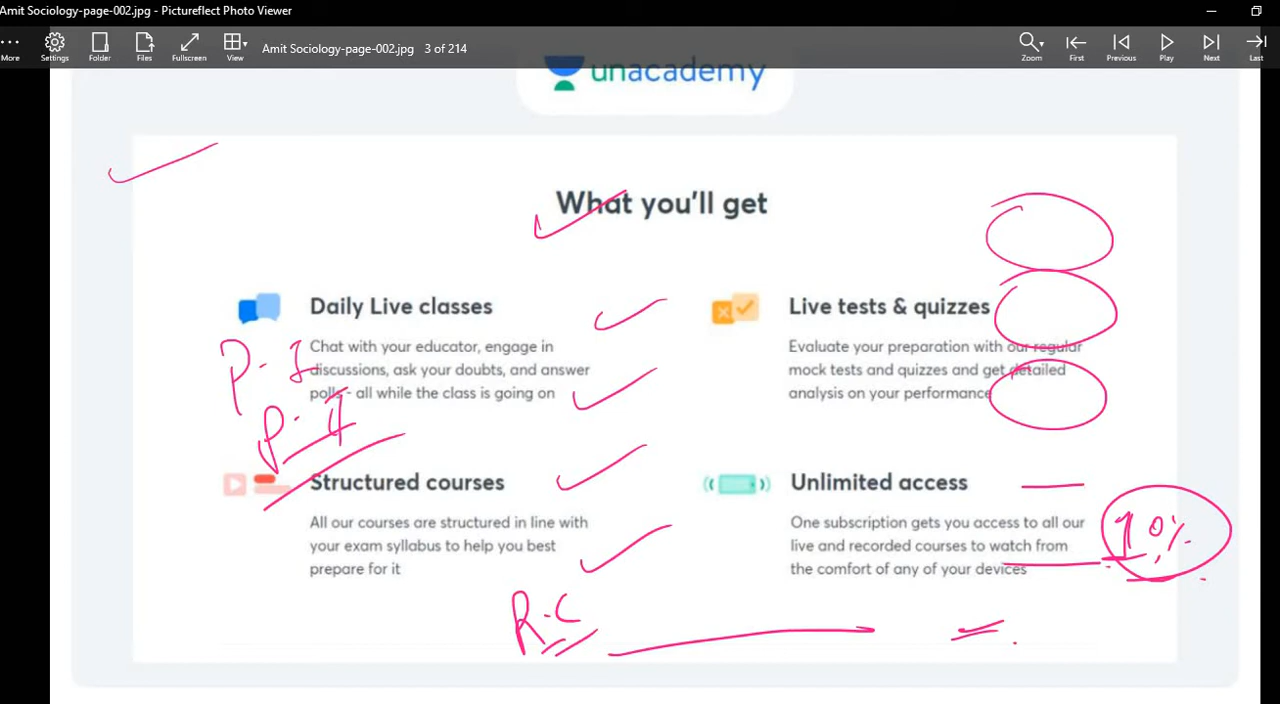 Amit Sociology-page-002.jpg - Pictureflect Photo Viewer
More Settings Folder Files Fullscreen View Amit Sociology-page-002.jpg 3 of 214 Zoom First Previous Play Next Last
unacademy
What you'll get
Daily Live classes
Chat with your educator, engage in
discussions, ask your doubts, and answer
polls - all while the class is going on
P. I
P. II
Live tests & quizzes
Evaluate your preparation with our regular
mock tests and quizzes and get detailed
analysis on your performance
Structured courses
All our courses are structured in line with
your exam syllabus to help you best
prepare for it
Unlimited access
One subscription gets you access to all our
live and recorded courses to watch from
the comfort of any of your devices
10%
R.C